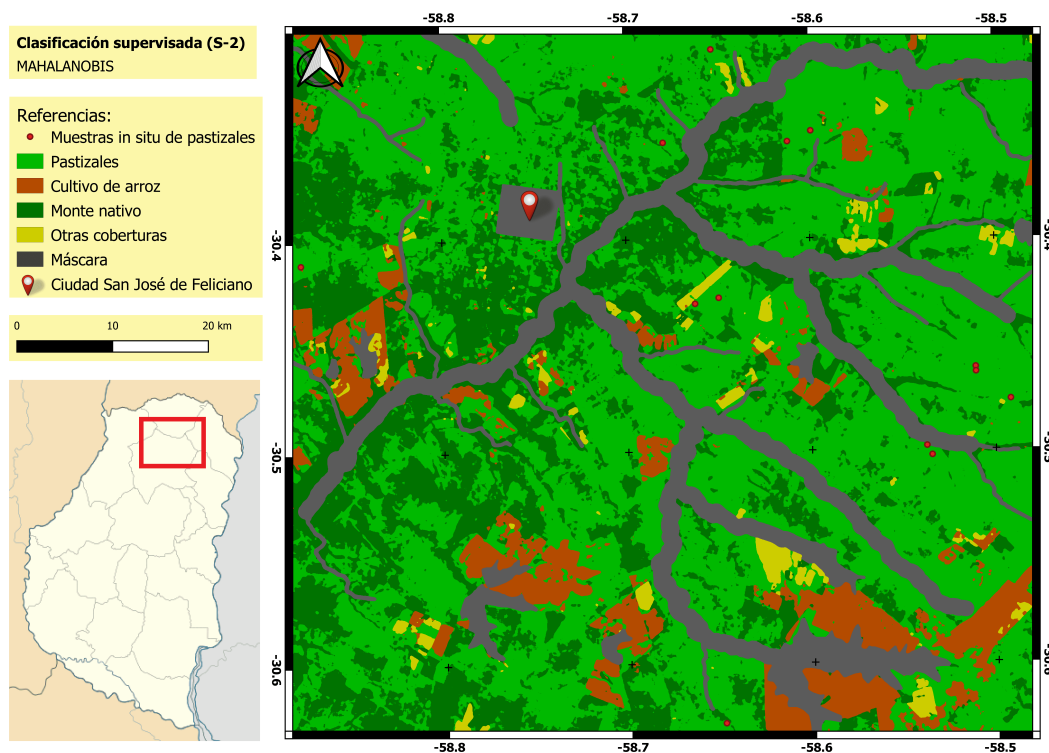 Clasificación supervisada (S-2)
MAHALANOBIS
Referencias:
Muestras in situ de pastizales
Pastizales
Cultivo de arroz
Monte nativo
Otras coberturas
Máscara
Ciudad San José de Feliciano
0 10 20 km
-58.8 -58.7 -58.6 -58.5
-30.4
-30.5
-30.6
-58.8 -58.7 -58.6 -58.5